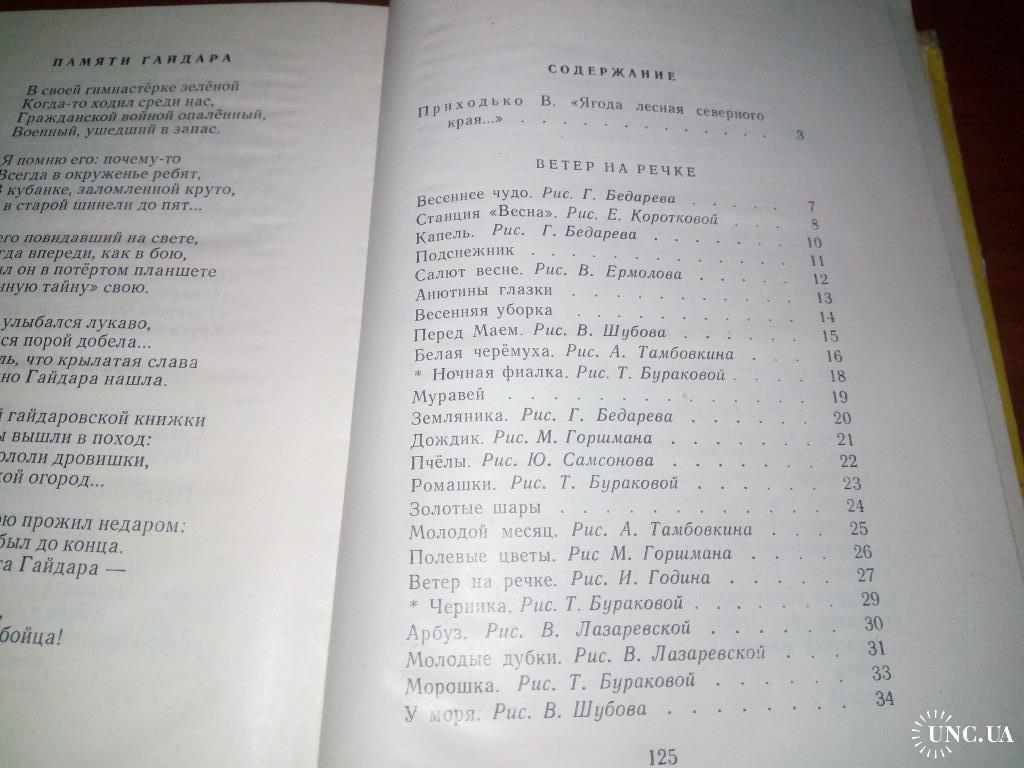 ПАМЯТИ ГАЙДАРА
В своей гимнастёрке зелёной
Когда-то ходил среди нас,
Гражданской войной опалённый,
Военный, ушедший в запас.
Я помню его: почему-то
Всегда в окруженье ребят,
В кубанке, заломленной круто,
в старой шинели до пят...
его повидавший на свете,
впереди, как в бою,
он в потёртом планшете
тайну» свою.
улыбался лукаво,
порой добела...
что крылатая слава
Гайдара нашла.
гайдаровской книжки
вышли в поход:
дровишки,
огород...
прожил недаром:
был до конца.
Гайдара —
бойца!
СОДЕРЖАНИЕ
Приходько В. «Ягода лесная северного
края...» . . . . . . . . . . . . . 3
ВЕТЕР НА РЕЧКЕ
Весеннее чудо. Рис. Г. Бедарева . . . . . 7
Станция «Весна». Рис. Е. Коротковой . . . 8
Капель. Рис. Г. Бедарева . . . . . . . 10
Подснежник . . . . . . . . . . . . 11
Салют весне. Рис. В. Ермолова . . . . . 12
Анютины глазки . . . . . . . . . . 13
Весенняя уборка . . . . . . . . . . 14
Перед Маем. Рис. В. Шубова . . . . . . 15
Белая черёмуха. Рис. А. Тамбовкина . . . 16
* Ночная фиалка. Рис. Т. Бураковой . . . . 18
Муравей . . . . . . . . . . . . . 19
Земляника. Рис. Г. Бедарева . . . . . . 20
Дождик. Рис. М. Горшмана . . . . . . . 21
Пчёлы. Рис. Ю. Самсонова . . . . . . . 22
Ромашки. Рис. Т. Бураковой . . . . . . 23
Золотые шары . . . . . . . . . . . 24
Молодой месяц. Рис. А. Тамбовкина . . . 25
Полевые цветы. Рис М. Горшмана . . . . 26
Ветер на речке. Рис. И. Година . . . . . 27
* Черника. Рис. Т. Бураковой . . . . . . . 29
Арбуз. Рис. В. Лазаревской . . . . . . 30
Молодые дубки. Рис. В. Лазаревской . . . 31
Морошка. Рис. Т. Бураковой . . . . . . 33
У моря. Рис. В. Шубова . . . . . . . . 34
125
UNC.UA